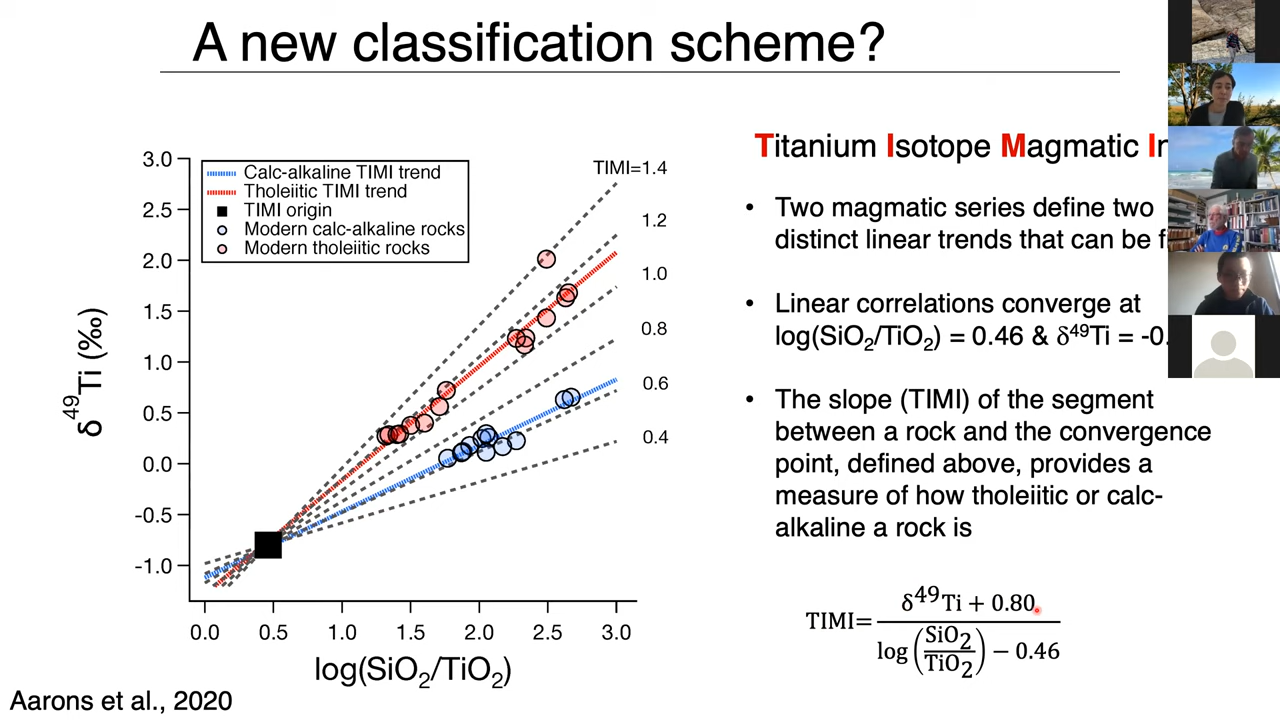 A new classification scheme?
Titanium Isotope Magmatic
• Two magmatic series define two
distinct linear trends that can be
• Linear correlations converge at
log(SiO₂/TiO₂) = 0.46 & δ⁴⁹Ti = -0.
• The slope (TIMI) of the segment
between a rock and the convergence
point, defined above, provides a
measure of how tholeiitic or calc-
alkaline a rock is
TIMI= δ⁴⁹Ti + 0.80
log (SiO₂/TiO₂) − 0.46
Calc-alkaline TIMI trend
Tholeiitic TIMI trend
TIMI origin
Modern calc-alkaline rocks
Modern tholeiitic rocks
TIMI=1.4
1.2
1.0
0.8
0.6
0.4
δ⁴⁹Ti (‰)
3.0
2.5
2.0
1.5
1.0
0.5
0.0
-0.5
-1.0
0.0 0.5 1.0 1.5 2.0 2.5 3.0
log(SiO₂/TiO₂)
Aarons et al., 2020